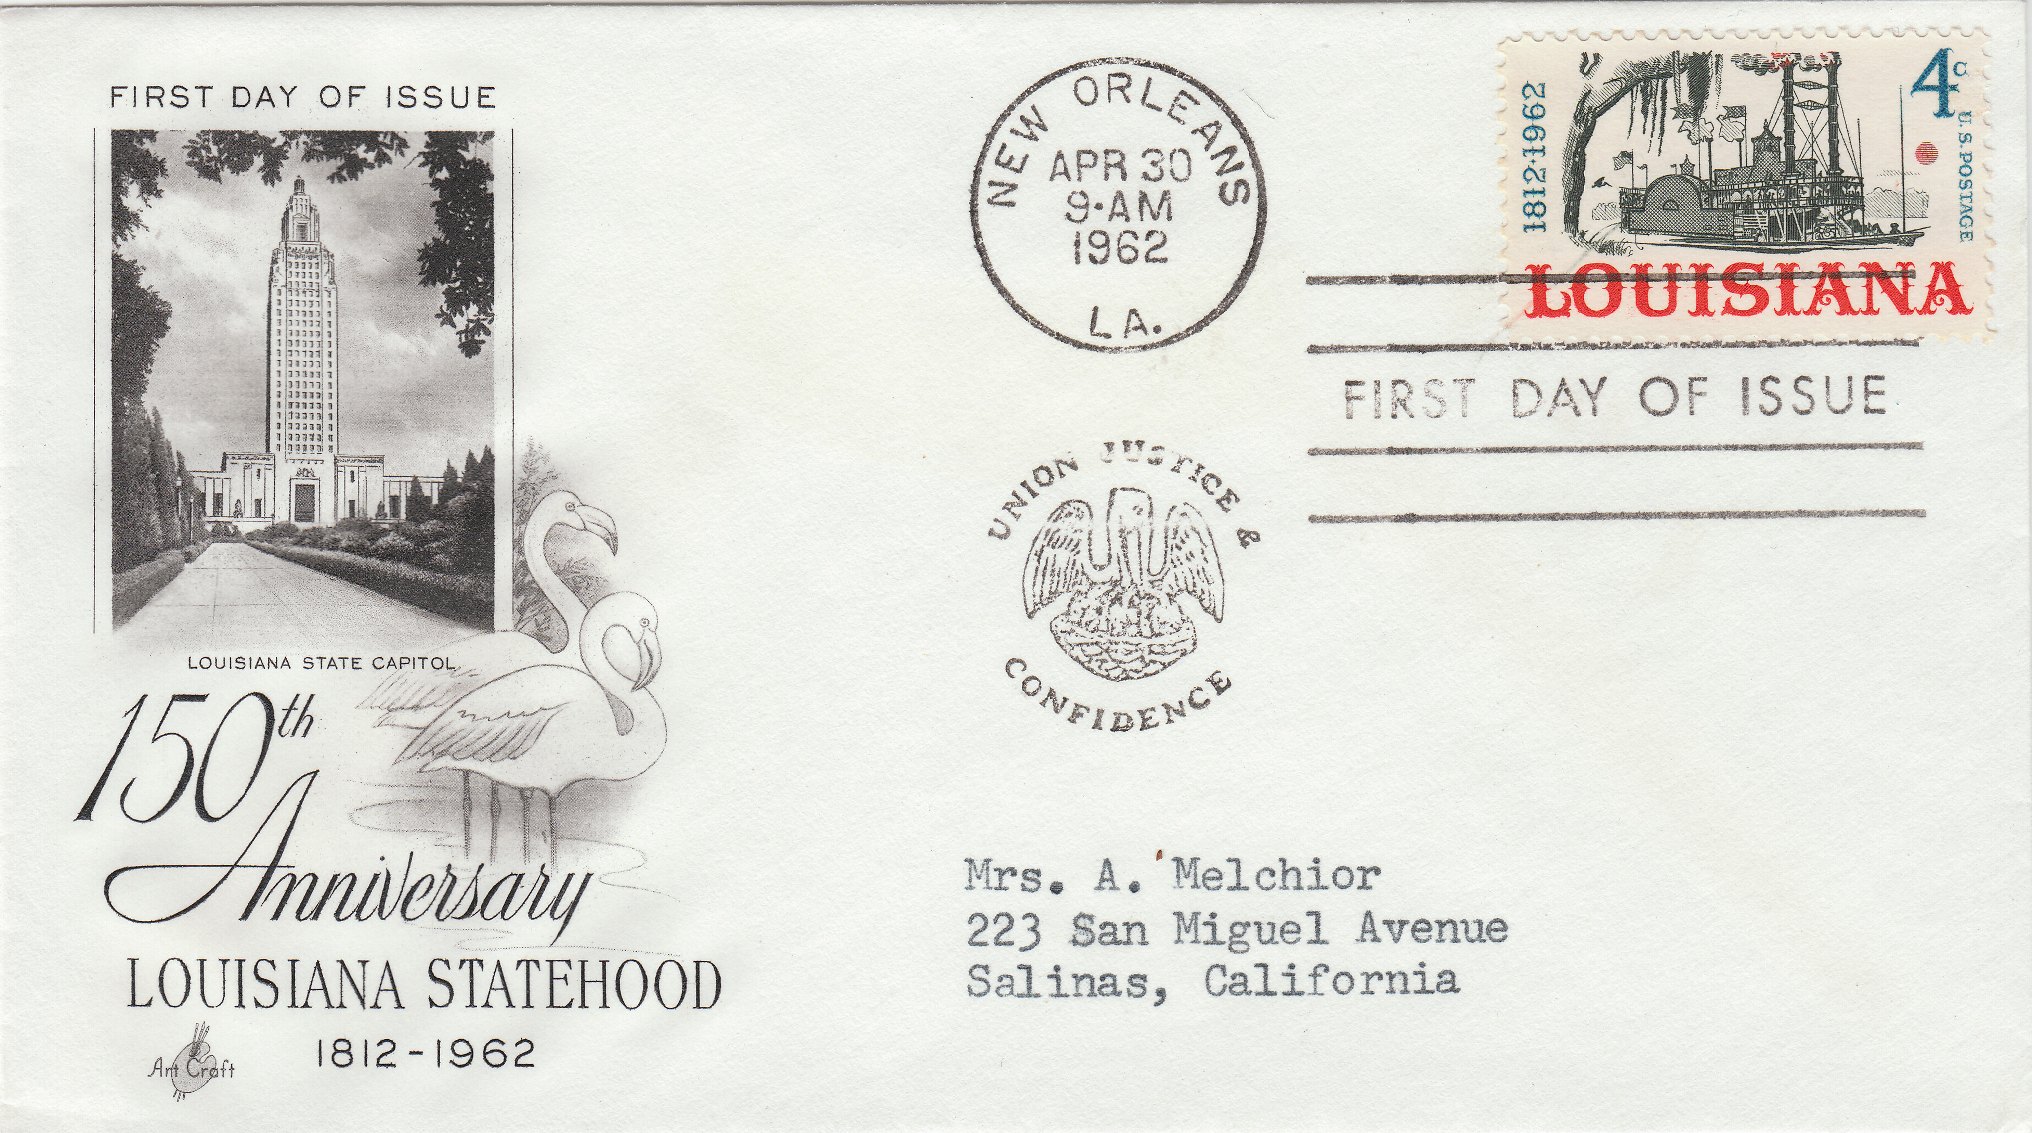 FIRST DAY OF ISSUE
LOUISIANA STATE CAPITOL
150th
Anniversary
LOUISIANA STATEHOOD
1812-1962
Art Craft
NEW ORLEANS
APR 30
9·AM
1962
LA.
1812·1962
4c
U.S. POSTAGE
LOUISIANA
FIRST DAY OF ISSUE
UNION JUSTICE &
CONFIDENCE
Mrs. A. Melchior
223 San Miguel Avenue
Salinas, California